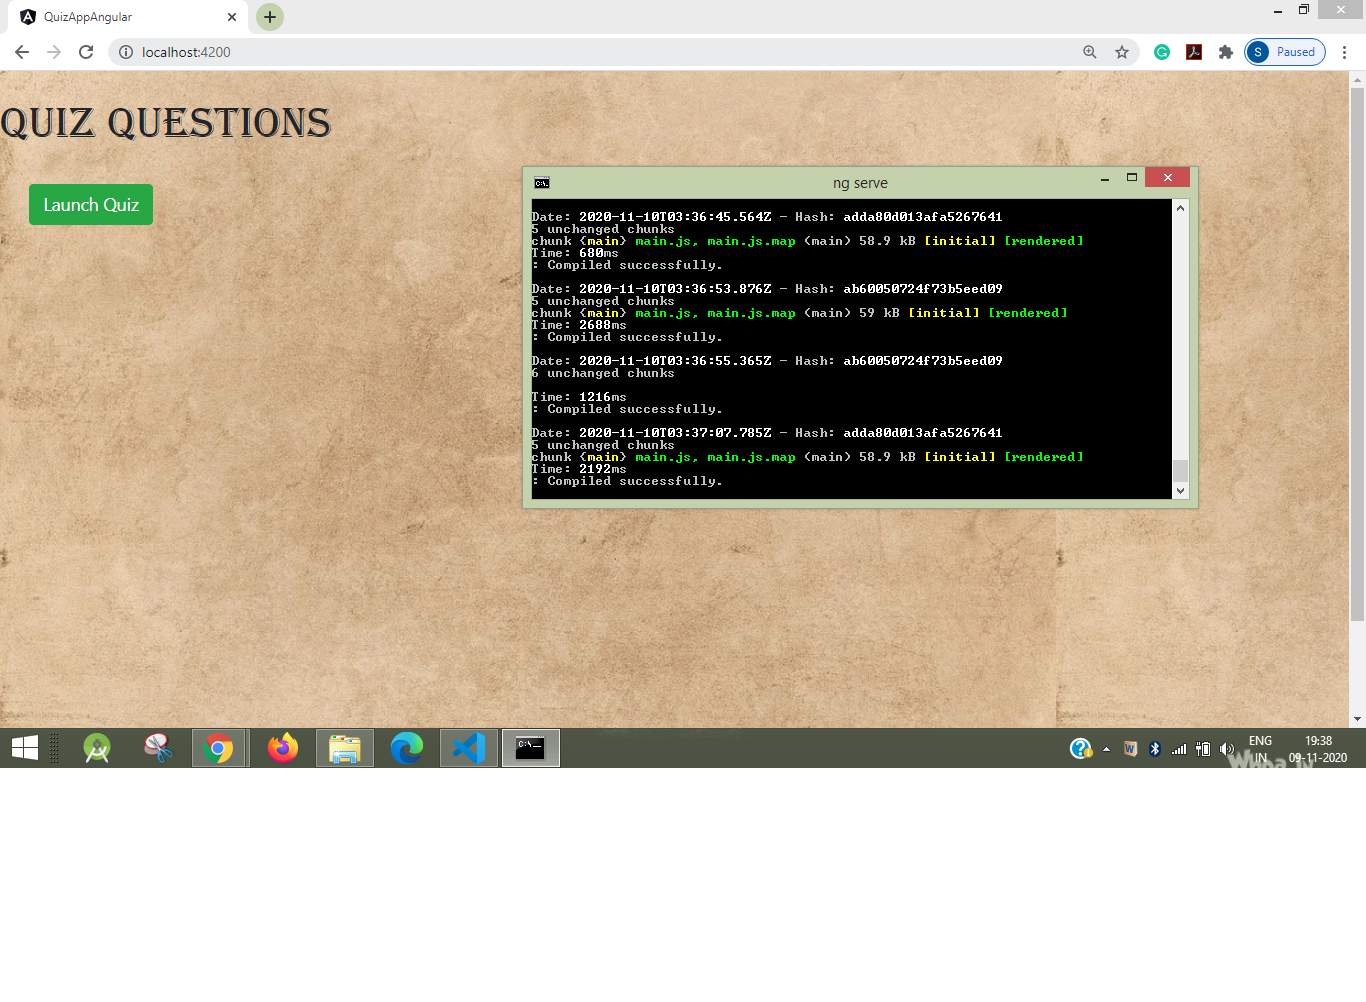 QuizAppAngular
localhost:4200
S Paused
QUIZ QUESTIONS
Launch Quiz
C:\.
ng serve
Date: 2020-11-10T03:36:45.564Z - Hash: adda80d013afa5267641
5 unchanged chunks
chunk {main} main.js, main.js.map (main) 58.9 kB [initial] [rendered]
Time: 680ms
: Compiled successfully.
Date: 2020-11-10T03:36:53.876Z - Hash: ab60050724f73b5eed09
5 unchanged chunks
chunk {main} main.js, main.js.map (main) 59 kB [initial] [rendered]
Time: 2688ms
: Compiled successfully.
Date: 2020-11-10T03:36:55.365Z - Hash: ab60050724f73b5eed09
6 unchanged chunks
Time: 1216ms
: Compiled successfully.
Date: 2020-11-10T03:37:07.785Z - Hash: adda80d013afa5267641
5 unchanged chunks
chunk {main} main.js, main.js.map (main) 58.9 kB [initial] [rendered]
Time: 2192ms
: Compiled successfully.
ENG 19:38
IN 09-11-2020